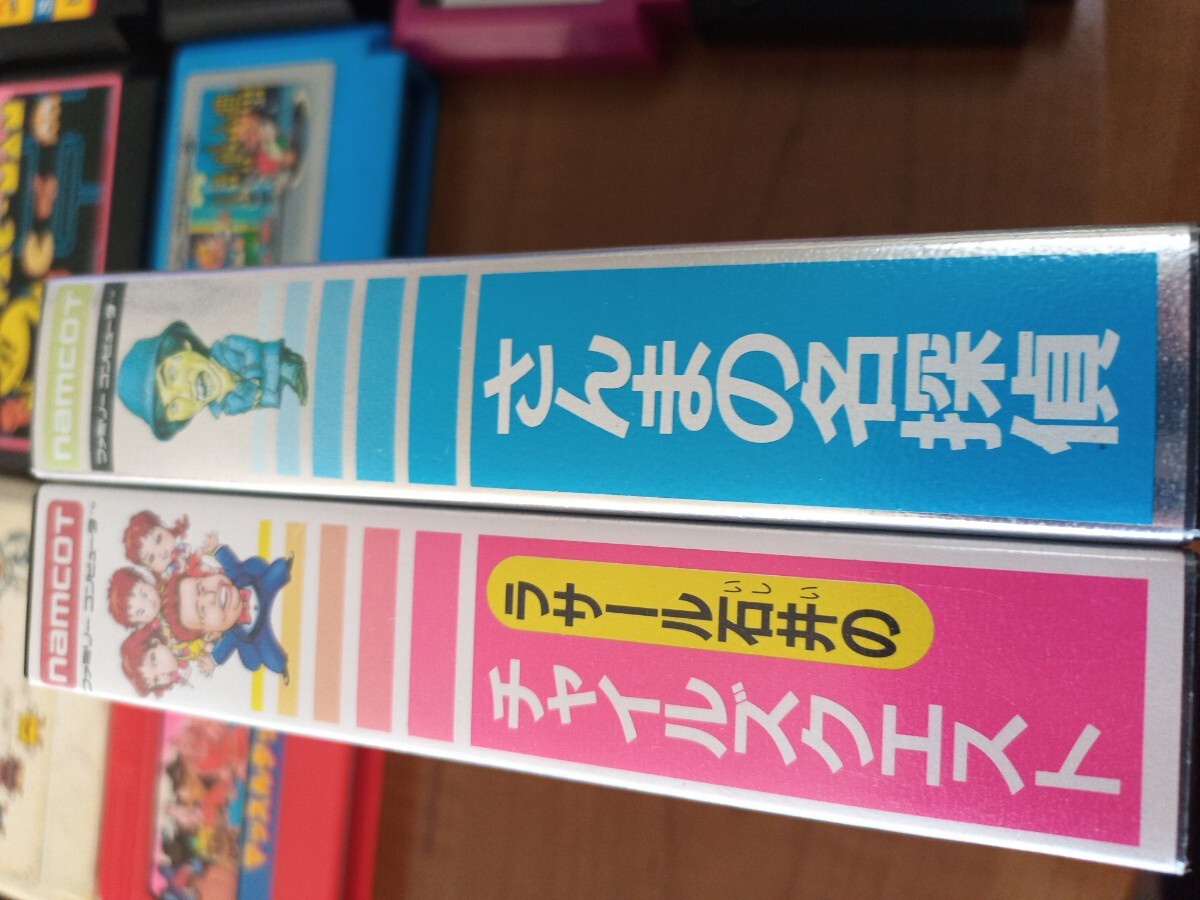 namcot
ファミリー コンピュータ
さんまの名探偵
namcot
ファミリー コンピュータ
ラサール石井の
いしい
チャイルズクエスト
PAC-MAN